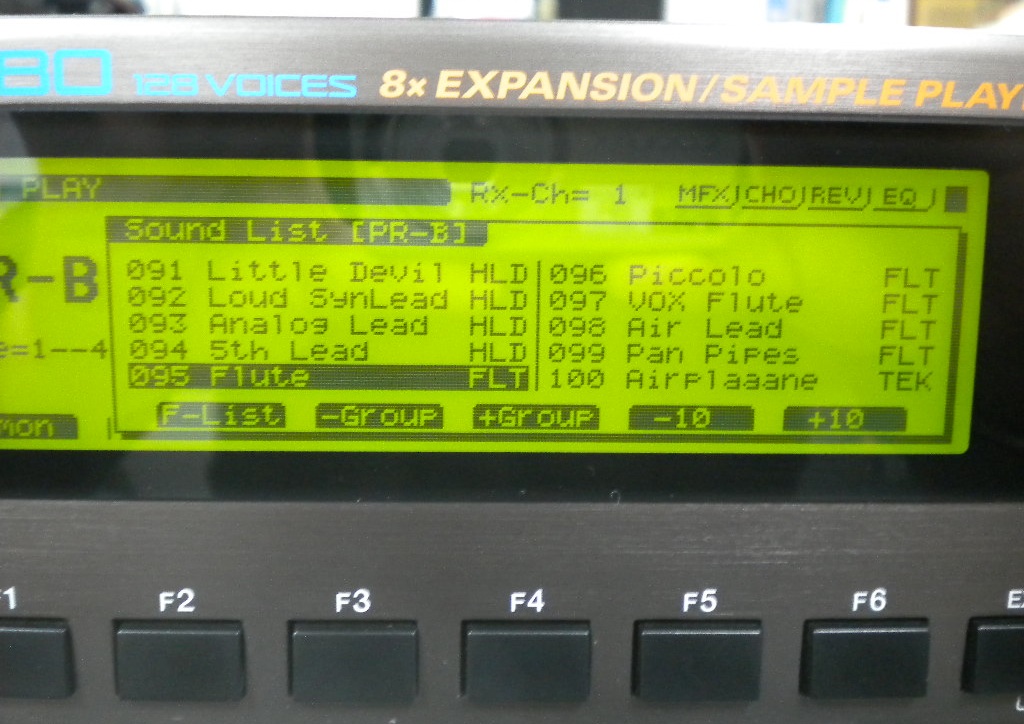 80 128 VOICES 8x EXPANSION/SAMPLE PLAY
PLAY Rx-Ch= 1 MFX CHO REV EQ
Sound List [PR-B]
R-B
e=1--4
091 Little Devil HLD
092 Loud SynLead HLD
093 Analog Lead HLD
094 5th Lead HLD
095 Flute FLT
096 Piccolo FLT
097 VOX Flute FLT
098 Air Lead FLT
099 Pan Pipes FLT
100 Airplaaane TEK
mon F-List -Group +Group -10 +10
F1 F2 F3 F4 F5 F6 E